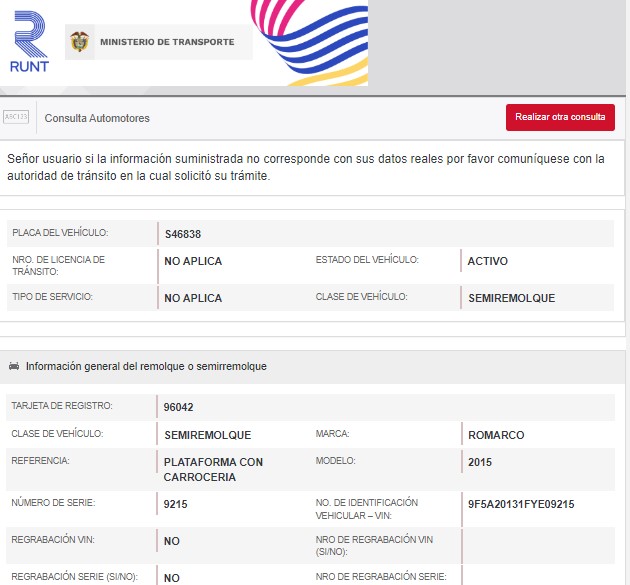 RUNT
MINISTERIO DE TRANSPORTE
ABC123
Consulta Automotores
Realizar otra consulta
Señor usuario si la información suministrada no corresponde con sus datos reales por favor comuníquese con la
autoridad de tránsito en la cual solicitó su trámite.
PLACA DEL VEHÍCULO: S46838
NRO. DE LICENCIA DE
TRÁNSITO: NO APLICA ESTADO DEL VEHÍCULO: ACTIVO
TIPO DE SERVICIO: NO APLICA CLASE DE VEHÍCULO: SEMIREMOLQUE
Información general del remolque o semirremolque
TARJETA DE REGISTRO: 96042
CLASE DE VEHÍCULO: SEMIREMOLQUE MARCA: ROMARCO
REFERENCIA: PLATAFORMA CON
CARROCERIA MODELO: 2015
NÚMERO DE SERIE: 9215 NO. DE IDENTIFICACIÓN
VEHICULAR – VIN: 9F5A20131FYE09215
REGRABACIÓN VIN: NO NRO DE REGRABACIÓN VIN
(SI/NO):
REGRABACIÓN SERIE (SI/NO): NO NRO DE REGRABACIÓN SERIE: